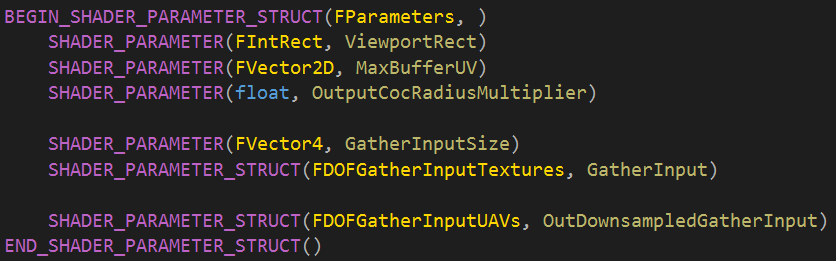 BEGIN_SHADER_PARAMETER_STRUCT(FParameters, )
SHADER_PARAMETER(FIntRect, ViewportRect)
SHADER_PARAMETER(FVector2D, MaxBufferUV)
SHADER_PARAMETER(float, OutputCocRadiusMultiplier)
SHADER_PARAMETER(FVector4, GatherInputSize)
SHADER_PARAMETER_STRUCT(FDOFGatherInputTextures, GatherInput)
SHADER_PARAMETER_STRUCT(FDOFGatherInputUAVs, OutDownsampledGatherInput)
END_SHADER_PARAMETER_STRUCT()